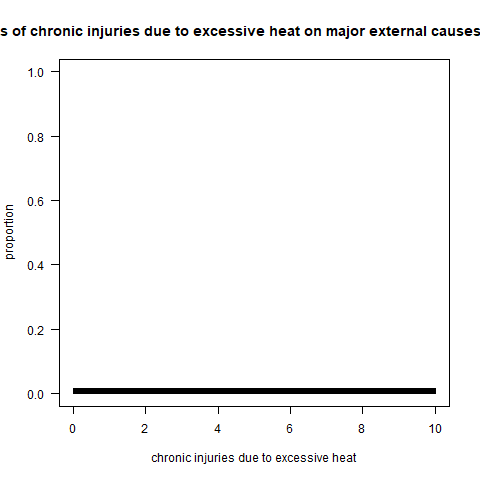 s of chronic injuries due to excessive heat on major external causes
1.0
0.8
0.6
0.4
0.2
0.0
proportion
0 2 4 6 8 10
chronic injuries due to excessive heat